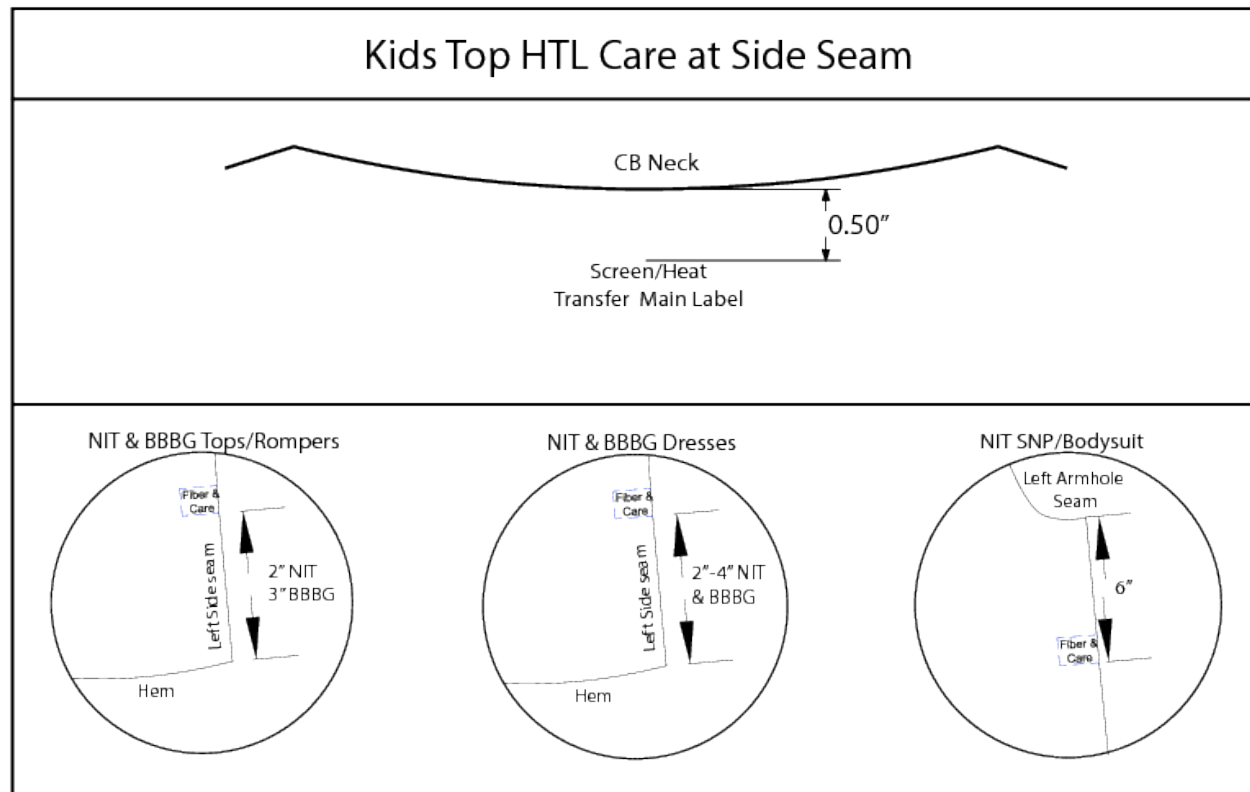 Kids Top HTL Care at Side Seam
CB Neck
0.50”
Screen/Heat
Transfer Main Label
NIT & BBBG Tops/Rompers
Fiber &
Care
Left Side seam
2” NIT
3” BBBG
Hem
NIT & BBBG Dresses
Fiber &
Care
Left Side seam
2”-4” NIT
& BBBG
Hem
NIT SNP/Bodysuit
Left Armhole
Seam
6”
Fiber &
Care